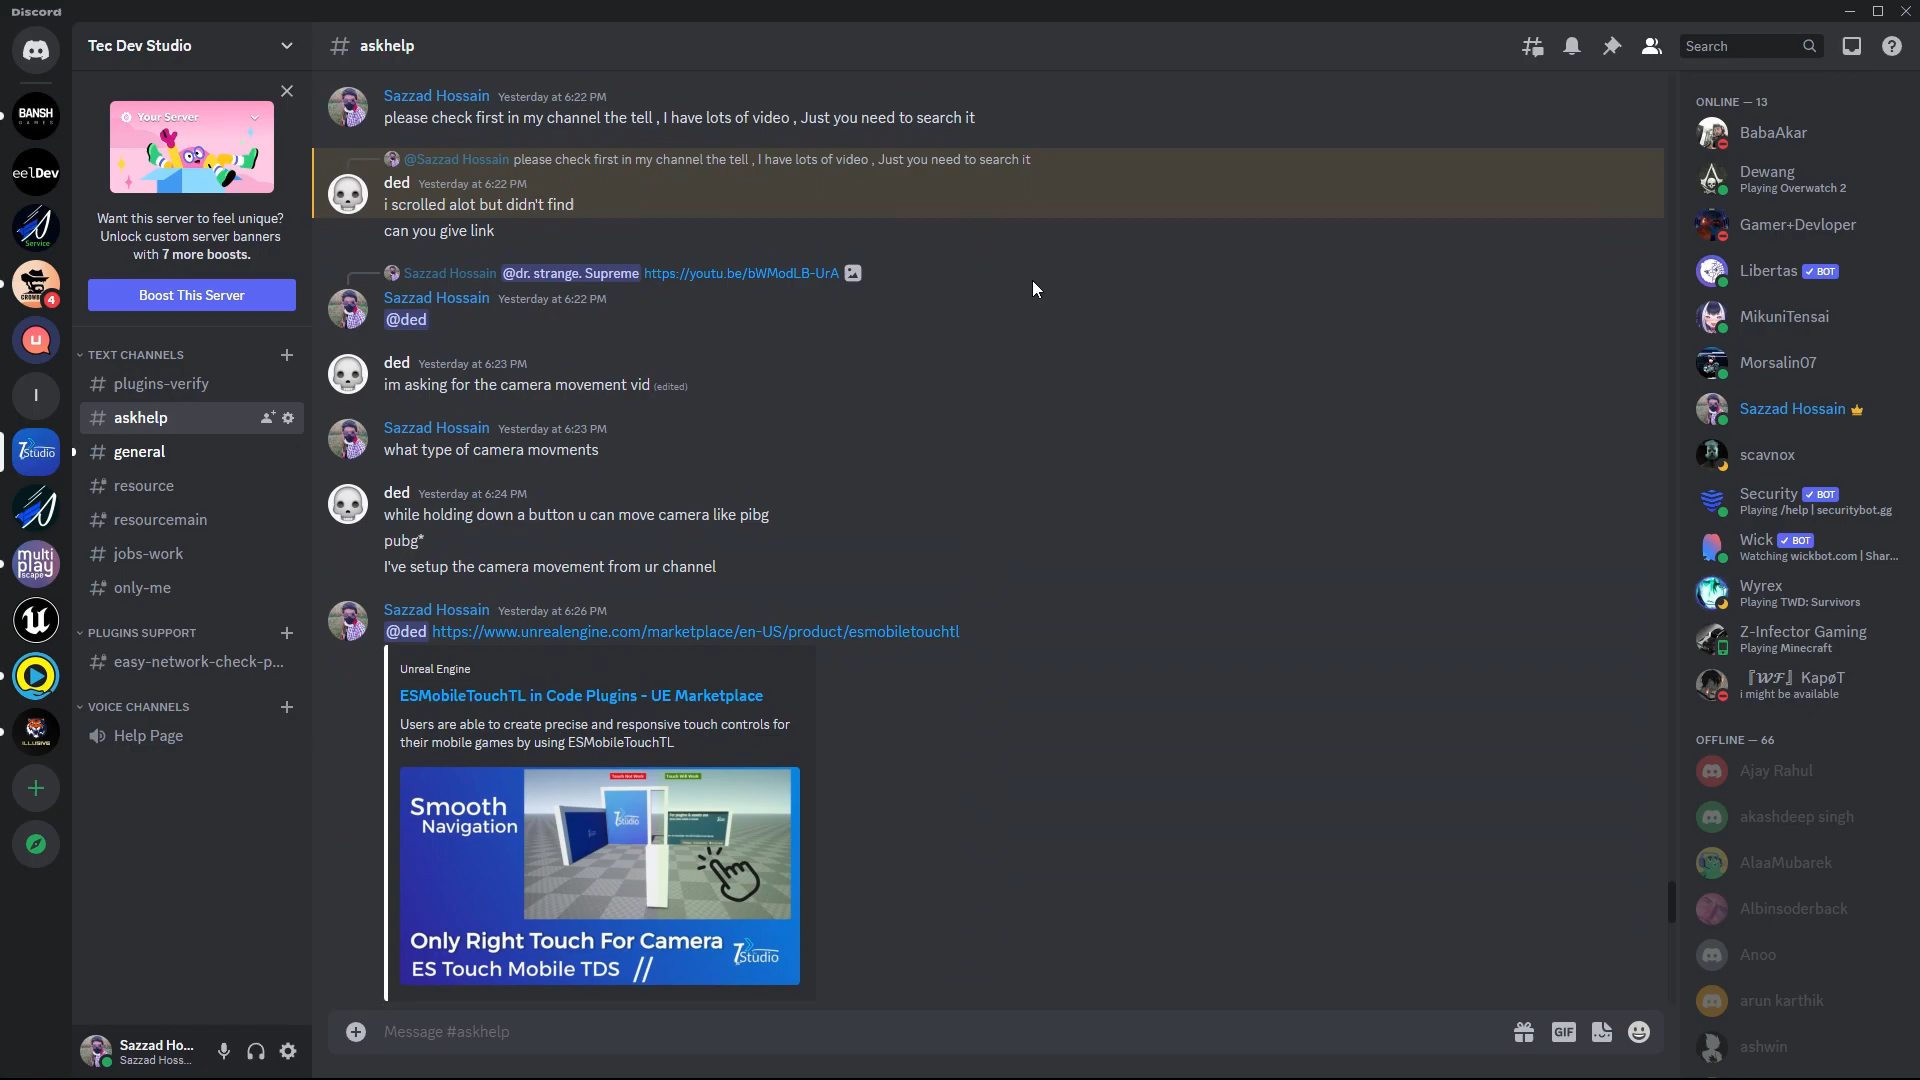 Discord
BANSH
GAMES
eelDev
Service
4
I
7Studio
multi
play
scape
ILLUSIVE
Tec Dev Studio
Your Server
Want this server to feel unique?
Unlock custom server banners
with 7 more boosts.
Boost This Server
TEXT CHANNELS
plugins-verify
askhelp
general
resource
resourcemain
jobs-work
only-me
PLUGINS SUPPORT
easy-network-check-p...
VOICE CHANNELS
Help Page
Sazzad Ho...
Sazzad Hoss...
# askhelp
Search
Sazzad Hossain Yesterday at 6:22 PM
please check first in my channel the tell , I have lots of video , Just you need to search it
@Sazzad Hossain please check first in my channel the tell , I have lots of video , Just you need to search it
ded Yesterday at 6:22 PM
i scrolled alot but didn't find
can you give link
Sazzad Hossain @dr. strange. Supreme https://youtu.be/bWModLB-UrA
Sazzad Hossain Yesterday at 6:22 PM
@ded
ded Yesterday at 6:23 PM
im asking for the camera movement vid (edited)
Sazzad Hossain Yesterday at 6:23 PM
what type of camera movments
ded Yesterday at 6:24 PM
while holding down a button u can move camera like pibg
pubg*
I've setup the camera movement from ur channel
Sazzad Hossain Yesterday at 6:26 PM
@ded https://www.unrealengine.com/marketplace/en-US/product/esmobiletouchtl
Unreal Engine
ESMobileTouchTL in Code Plugins - UE Marketplace
Users are able to create precise and responsive touch controls for
their mobile games by using ESMobileTouchTL
Touch Not Work
Touch Will Work
Smooth
Navigation
7Studio
Only Right Touch For Camera
ES Touch Mobile TDS //
7Studio
Message #askhelp
GIF
ONLINE — 13
BabaAkar
Dewang
Playing Overwatch 2
Gamer+Devloper
Libertas ✓ BOT
MikuniTensai
Morsalin07
Sazzad Hossain
scavnox
Security ✓ BOT
Playing /help | securitybot.gg
Wick ✓ BOT
Watching wickbot.com | Shar...
Wyrex
Playing TWD: Survivors
Z-Infector Gaming
Playing Minecraft
『𝓦𝓕』 KapøT
i might be available
OFFLINE — 66
Ajay Rahul
akashdeep singh
AlaaMubarek
Albinsoderback
Anoo
arun karthik
ashwin